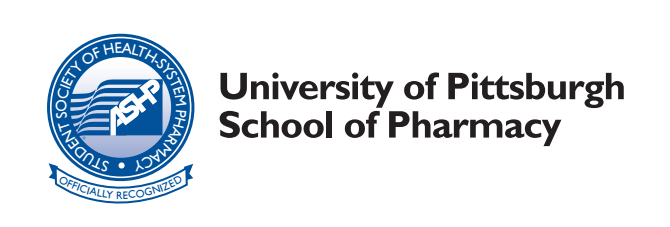 STUDENT SOCIETY OF HEALTH-SYSTEM PHARMACY •
ASHP
OFFICIALLY RECOGNIZED
University of Pittsburgh
School of Pharmacy